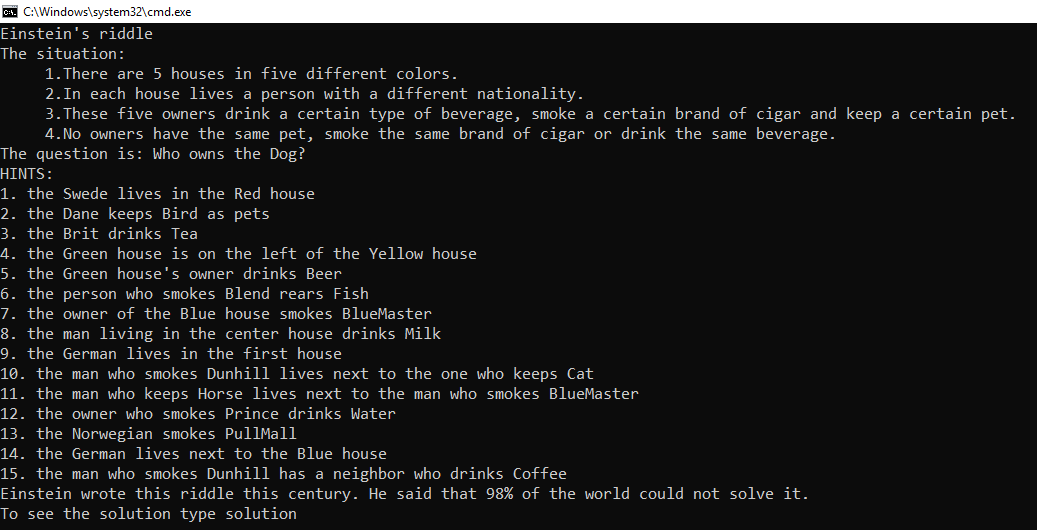 C:\Windows\system32\cmd.exe
Einstein's riddle
The situation:
1.There are 5 houses in five different colors.
2.In each house lives a person with a different nationality.
3.These five owners drink a certain type of beverage, smoke a certain brand of cigar and keep a certain pet.
4.No owners have the same pet, smoke the same brand of cigar or drink the same beverage.
The question is: Who owns the Dog?
HINTS:
1. the Swede lives in the Red house
2. the Dane keeps Bird as pets
3. the Brit drinks Tea
4. the Green house is on the left of the Yellow house
5. the Green house's owner drinks Beer
6. the person who smokes Blend rears Fish
7. the owner of the Blue house smokes BlueMaster
8. the man living in the center house drinks Milk
9. the German lives in the first house
10. the man who smokes Dunhill lives next to the one who keeps Cat
11. the man who keeps Horse lives next to the man who smokes BlueMaster
12. the owner who smokes Prince drinks Water
13. the Norwegian smokes PullMall
14. the German lives next to the Blue house
15. the man who smokes Dunhill has a neighbor who drinks Coffee
Einstein wrote this riddle this century. He said that 98% of the world could not solve it.
To see the solution type solution